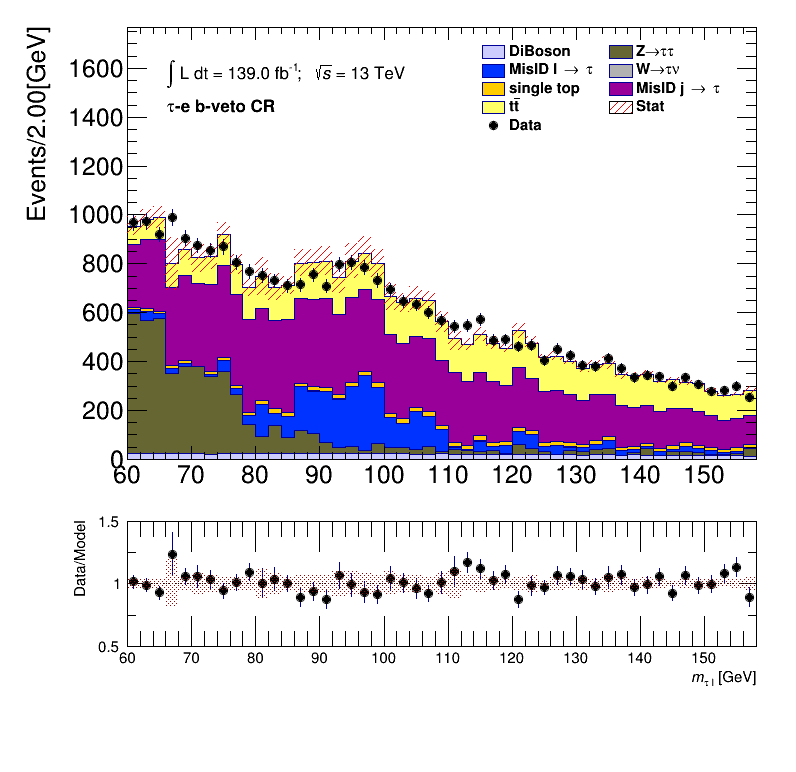 Events/2.00[GeV]
1600
1400
1200
1000
800
600
400
200
0
∫ L dt = 139.0 fb⁻¹; √s = 13 TeV
τ-e b-veto CR
DiBoson
MisID l → τ
single top
tt̄
Data
Z→ττ
W→τν
MisID j → τ
Stat
60 70 80 90 100 110 120 130 140 150
Data/Model
1.5
1
0.5
60 70 80 90 100 110 120 130 140 150
m_τ l [GeV]